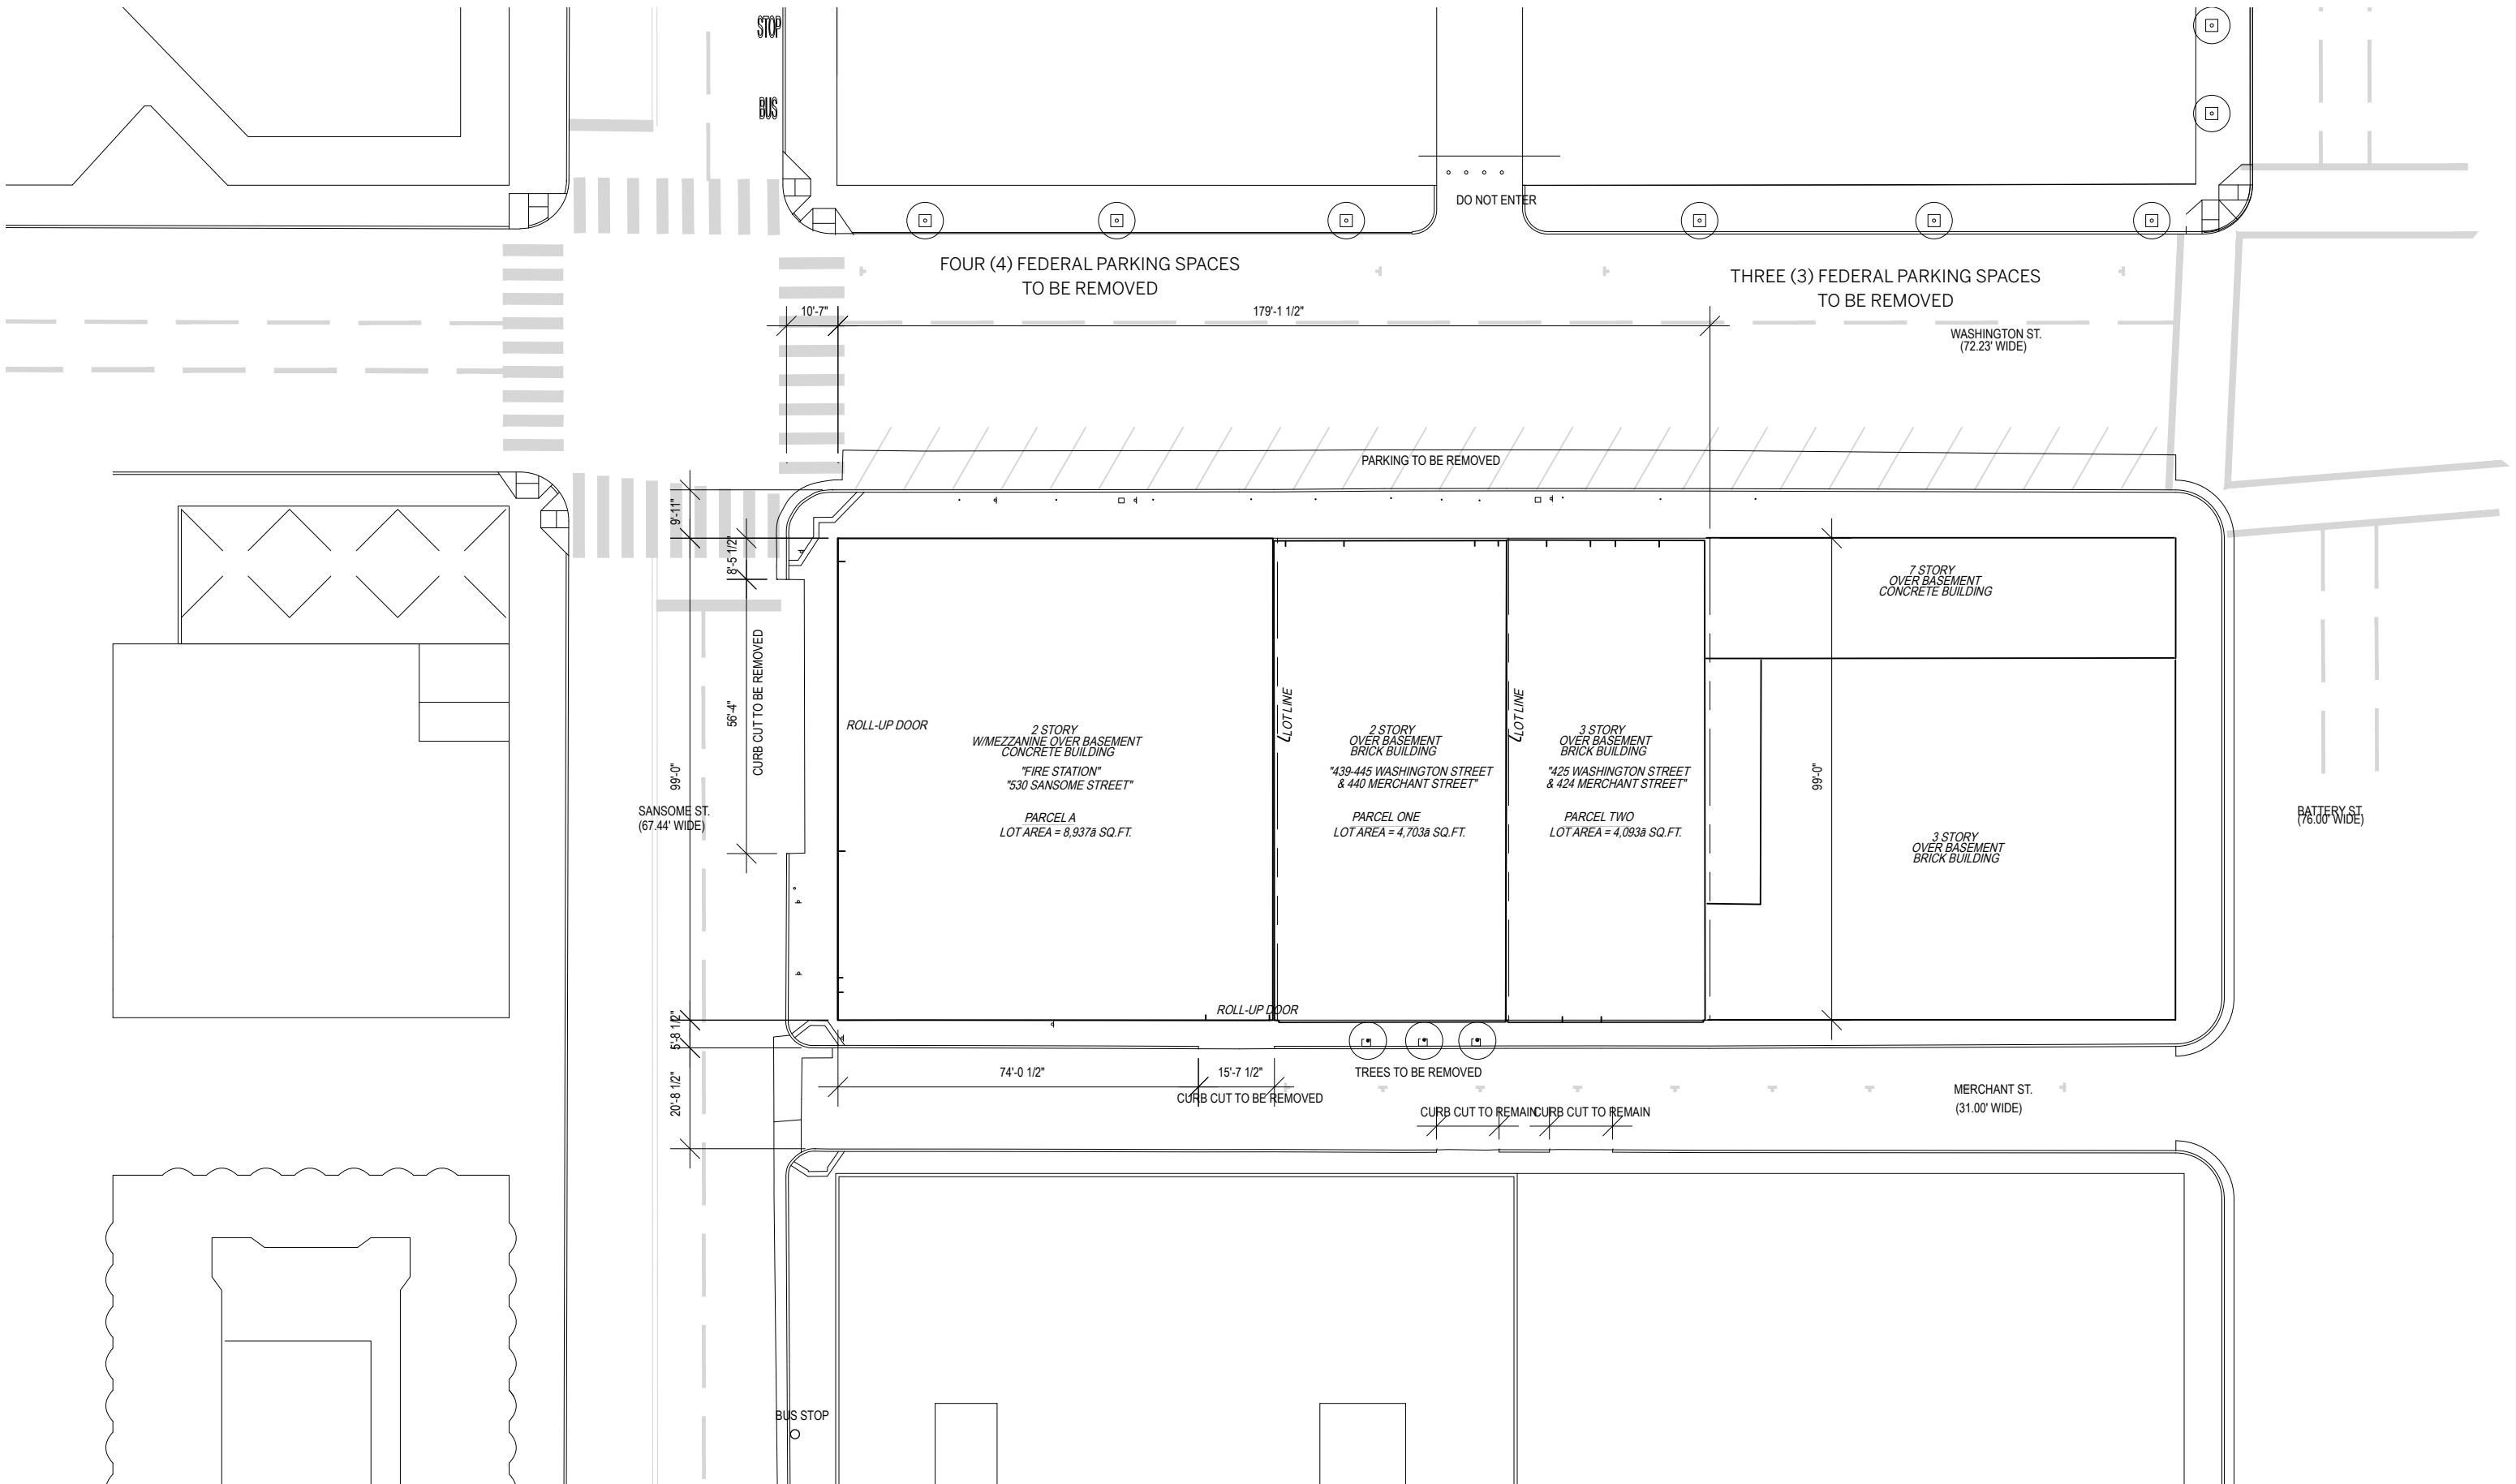 STOP
BUS
DO NOT ENTER
FOUR (4) FEDERAL PARKING SPACES
TO BE REMOVED
THREE (3) FEDERAL PARKING SPACES
TO BE REMOVED
10'-7"
179'-1 1/2"
WASHINGTON ST.
(72.23' WIDE)
PARKING TO BE REMOVED
9'-11"
8'-5 1/2"
7 STORY
OVER BASEMENT
CONCRETE BUILDING
CURB CUT TO BE REMOVED
56'-4"
99'-0"
SANSOME ST.
(67.44' WIDE)
ROLL-UP DOOR
2 STORY
W/MEZZANINE OVER BASEMENT
CONCRETE BUILDING
"FIRE STATION"
"530 SANSOME STREET"
PARCEL A
LOT AREA = 8,937ã SQ.FT.
LOT LINE
2 STORY
OVER BASEMENT
BRICK BUILDING
"439-445 WASHINGTON STREET
& 440 MERCHANT STREET"
PARCEL ONE
LOT AREA = 4,703ã SQ.FT.
LOT LINE
3 STORY
OVER BASEMENT
BRICK BUILDING
"425 WASHINGTON STREET
& 424 MERCHANT STREET"
PARCEL TWO
LOT AREA = 4,093ã SQ.FT.
99'-0"
3 STORY
OVER BASEMENT
BRICK BUILDING
BATTERY ST.
(76.00' WIDE)
ROLL-UP DOOR
5'-8 1/2"
20'-8 1/2"
74'-0 1/2"
15'-7 1/2"
CURB CUT TO BE REMOVED
TREES TO BE REMOVED
CURB CUT TO REMAIN
CURB CUT TO REMAIN
MERCHANT ST.
(31.00' WIDE)
BUS STOP